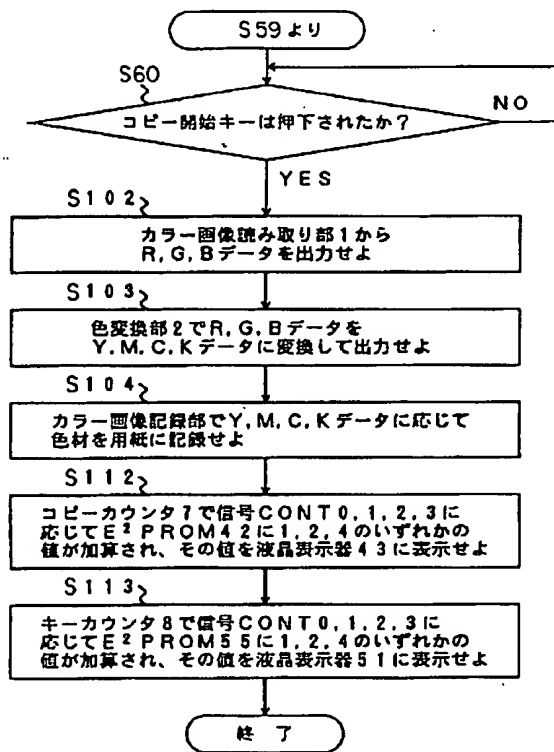 S59より
S60
コピー開始キーは押下されたか?
NO
YES
S102
カラー画像読み取り部1から
R,G,Bデータを出力せよ
S103
色変換部2でR,G,Bデータを
Y,M,C,Kデータに変換して出力せよ
S104
カラー画像記録部でY,M,C,Kデータに応じて
色材を用紙に記録せよ
S112
コピーカウンタ7で信号CONT0,1,2,3に
応じてE²PROM42に1,2,4のいずれかの
値が加算され、その値を液晶表示器43に表示せよ
S113
キーカウンタ8で信号CONT0,1,2,3に
応じてE²PROM55に1,2,4のいずれかの
値が加算され、その値を液晶表示器51に表示せよ
終了